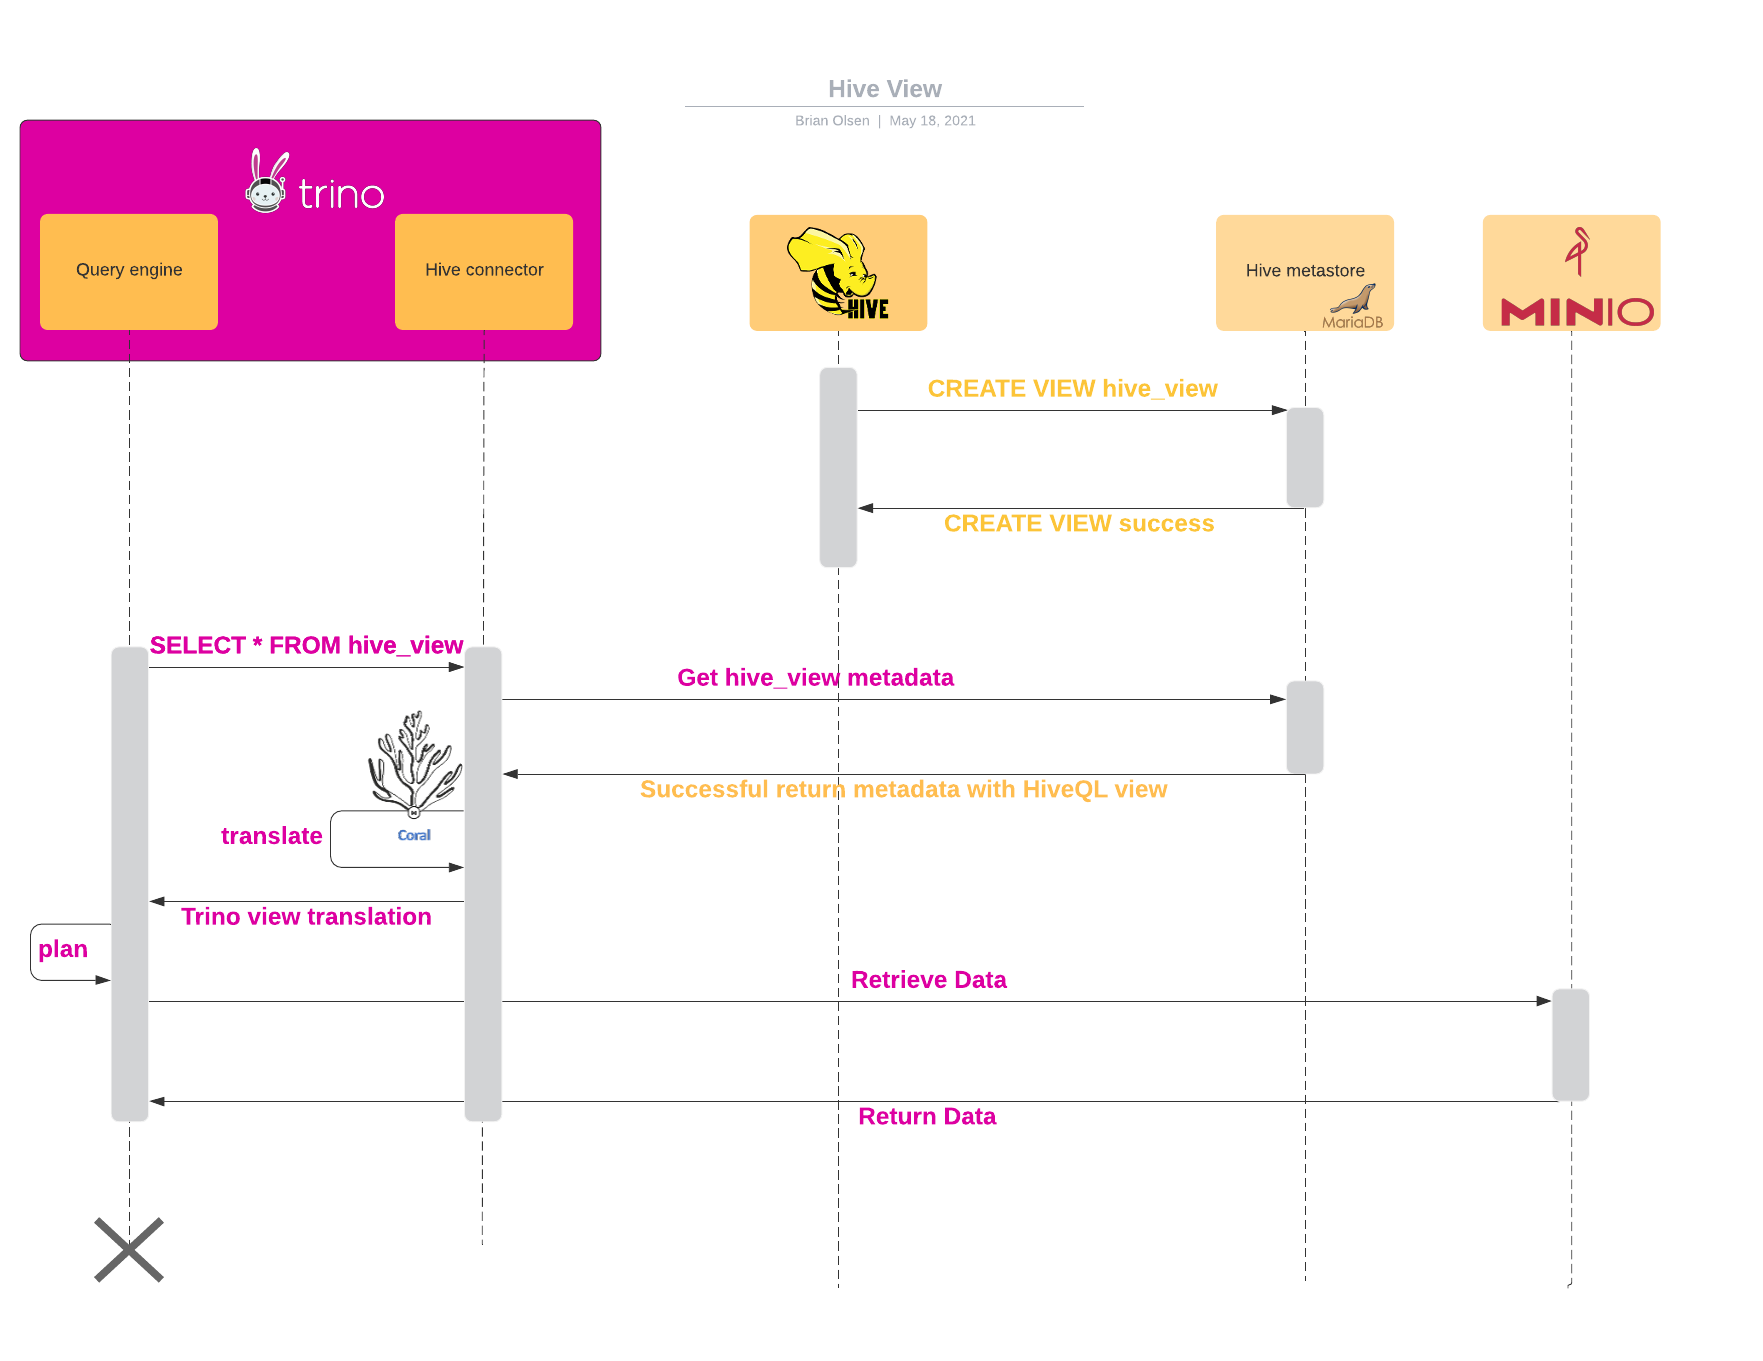 Hive View
Brian Olsen | May 18, 2021
trino
Query engine
Hive connector
HIVE
Hive metastore
MariaDB
MINIO
CREATE VIEW hive_view
CREATE VIEW success
SELECT * FROM hive_view
Get hive_view metadata
Successful return metadata with HiveQL view
translate
Coral
Trino view translation
plan
Retrieve Data
Return Data